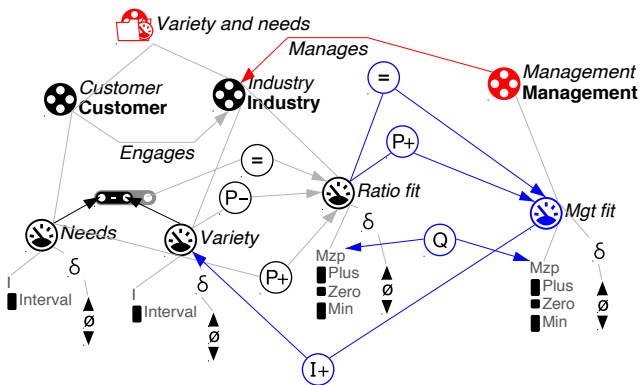 Variety and needs
Manages
Customer
Customer
Industry
Industry
Management
Management
=
Engages
P+
=
P−
Ratio fit
Mgt fit
-
Needs
Variety
δ
Q
δ
δ
δ
P+
Mzp
Plus
Zero
Min
ø
Mzp
Plus
Zero
Min
ø
I
Interval
ø
I
Interval
ø
I+